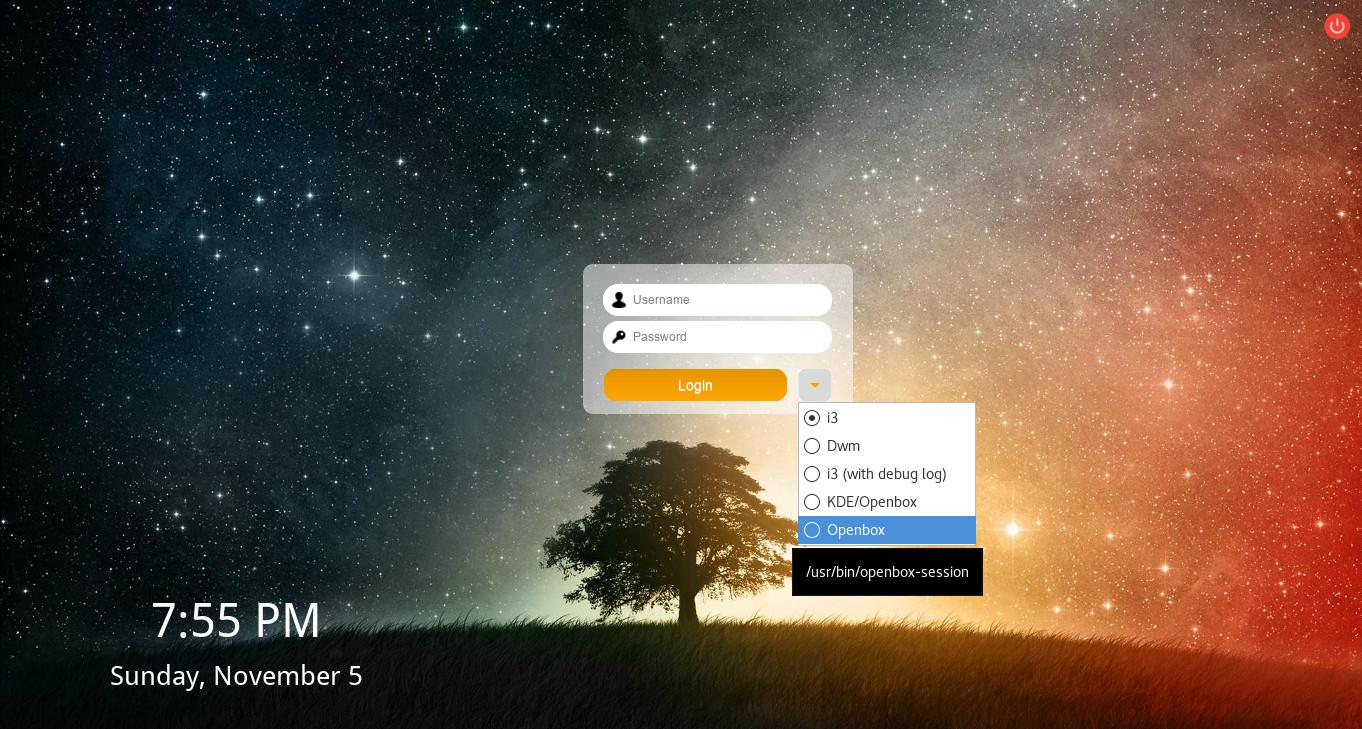 Username
Password
Login
i3
Dwm
i3 (with debug log)
KDE/Openbox
Openbox
/usr/bin/openbox-session
7:55 PM
Sunday, November 5